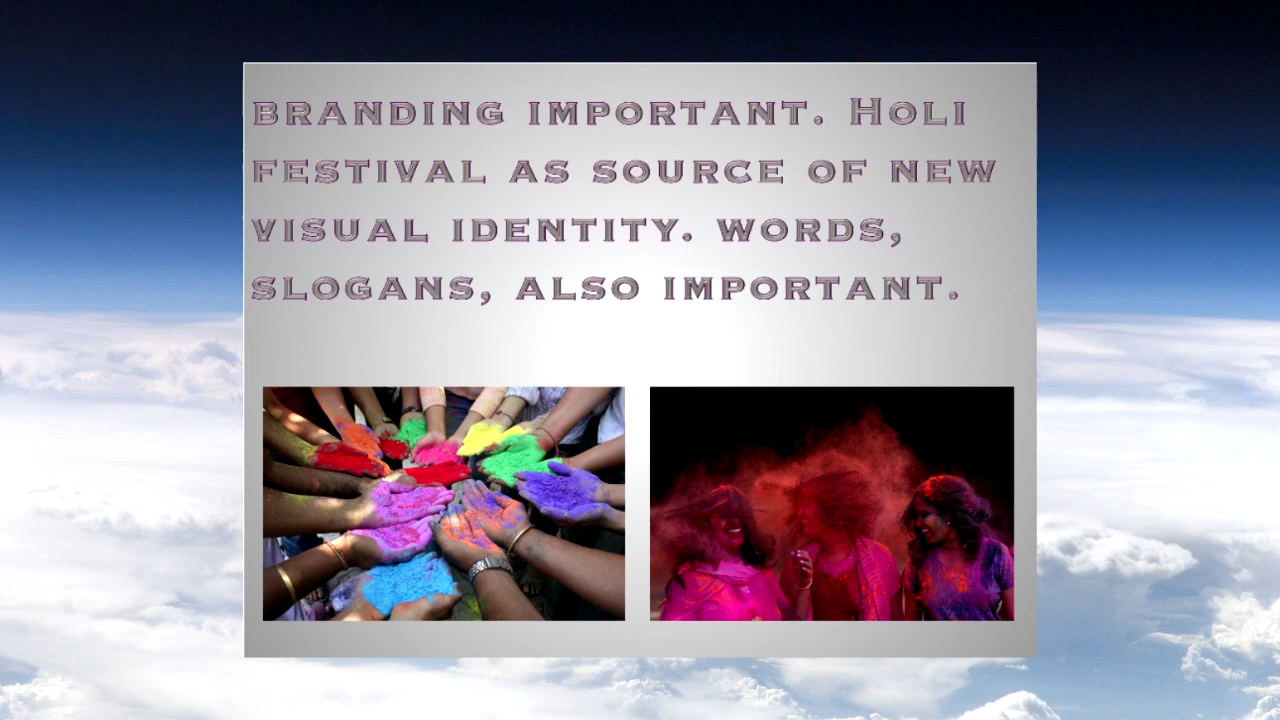 BRANDING IMPORTANT. HOLI
FESTIVAL AS SOURCE OF NEW
VISUAL IDENTITY. WORDS,
SLOGANS, ALSO IMPORTANT.